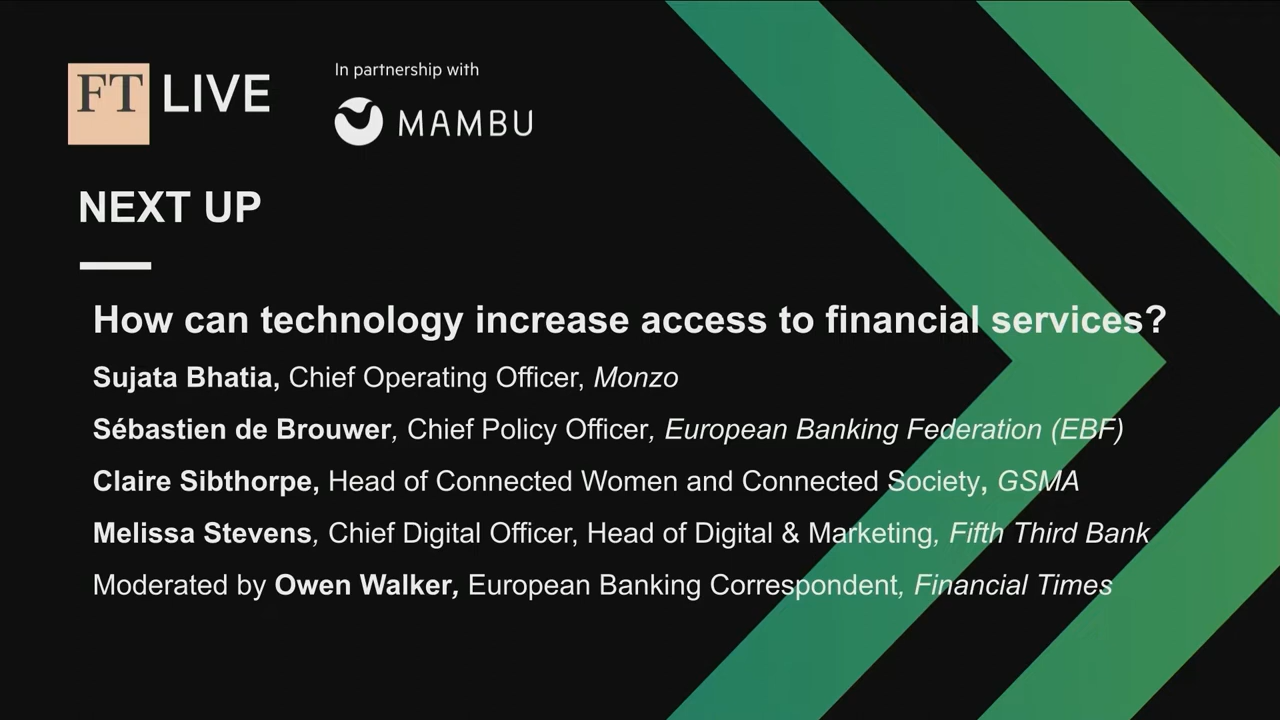 FT LIVE
In partnership with
MAMBU
NEXT UP
How can technology increase access to financial services?
Sujata Bhatia, Chief Operating Officer, Monzo
Sébastien de Brouwer, Chief Policy Officer, European Banking Federation (EBF)
Claire Sibthorpe, Head of Connected Women and Connected Society, GSMA
Melissa Stevens, Chief Digital Officer, Head of Digital & Marketing, Fifth Third Bank
Moderated by Owen Walker, European Banking Correspondent, Financial Times